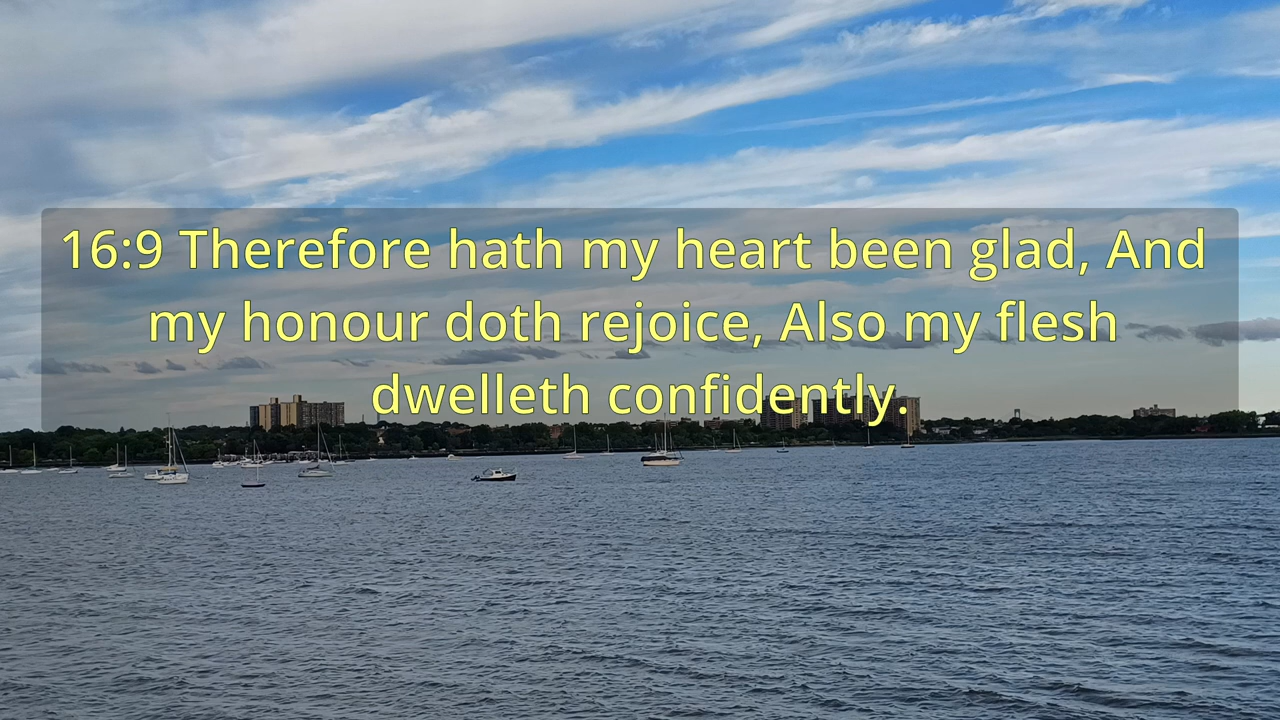 16:9 Therefore hath my heart been glad, And
my honour doth rejoice, Also my flesh
dwelleth confidently.